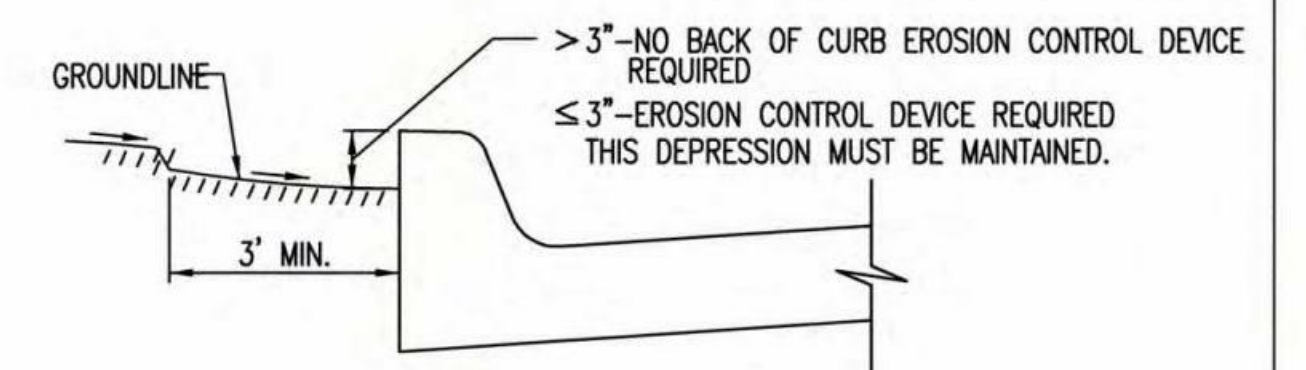 >3"-NO BACK OF CURB EROSION CONTROL DEVICE
REQUIRED
GROUNDLINE
≤3"-EROSION CONTROL DEVICE REQUIRED
THIS DEPRESSION MUST BE MAINTAINED.
3' MIN.